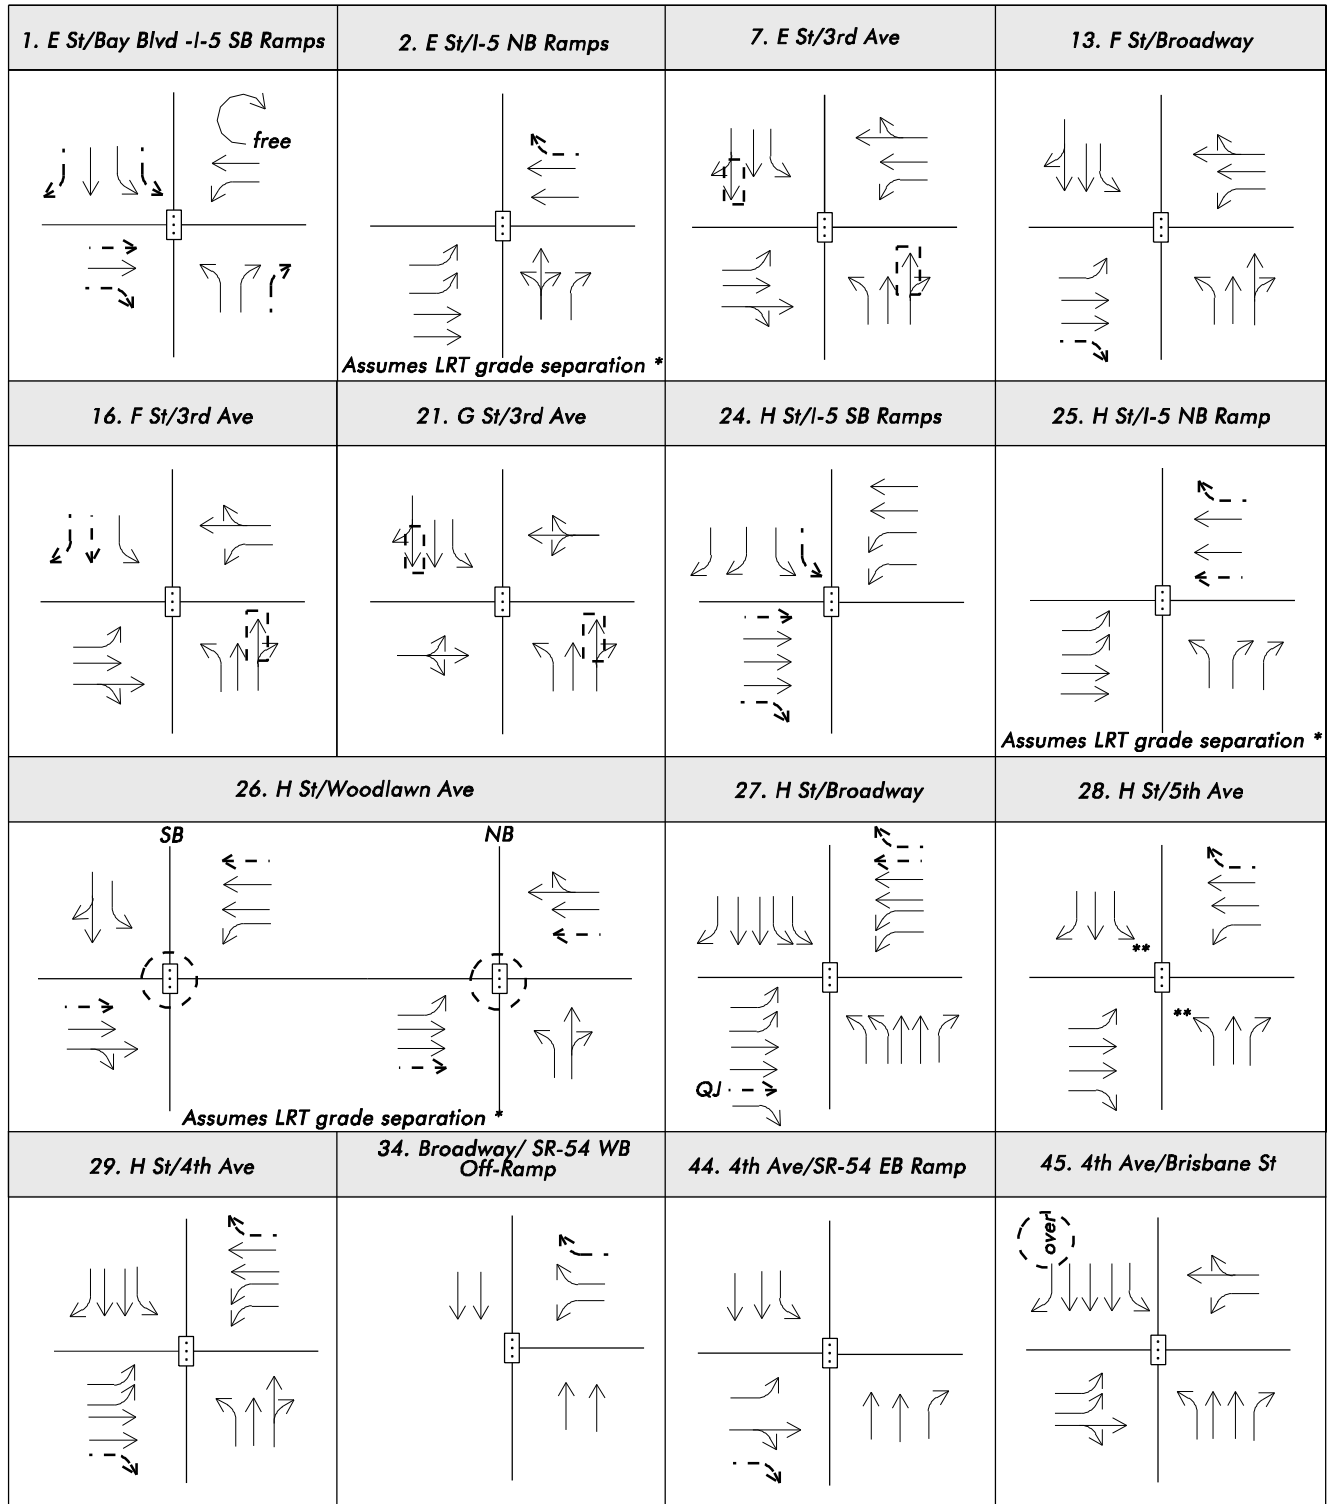 1. E St/Bay Blvd -I-5 SB Ramps
2. E St/I-5 NB Ramps
7. E St/3rd Ave
13. F St/Broadway
free
Assumes LRT grade separation *
16. F St/3rd Ave
21. G St/3rd Ave
24. H St/I-5 SB Ramps
25. H St/I-5 NB Ramp
Assumes LRT grade separation *
26. H St/Woodlawn Ave
27. H St/Broadway
28. H St/5th Ave
SB
NB
**
**
QJ
Assumes LRT grade separation *
29. H St/4th Ave
34. Broadway/ SR-54 WB
Off-Ramp
44. 4th Ave/SR-54 EB Ramp
45. 4th Ave/Brisbane St
over